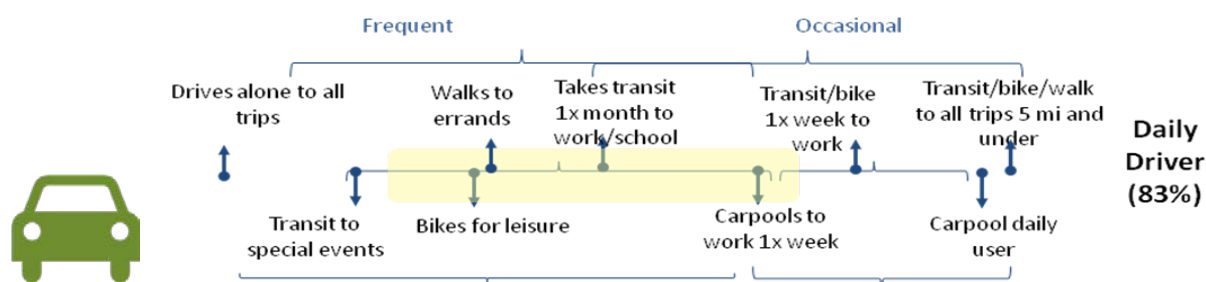 Frequent
Occasional
Drives alone to all
trips
Walks to
errands
Takes transit
1x month to
work/school
Transit/bike
1x week to
work
Transit/bike/walk
to all trips 5 mi and
under
Daily
Driver
(83%)
Transit to
special events
Bikes for leisure
Carpools to
work 1x week
Carpool daily
user